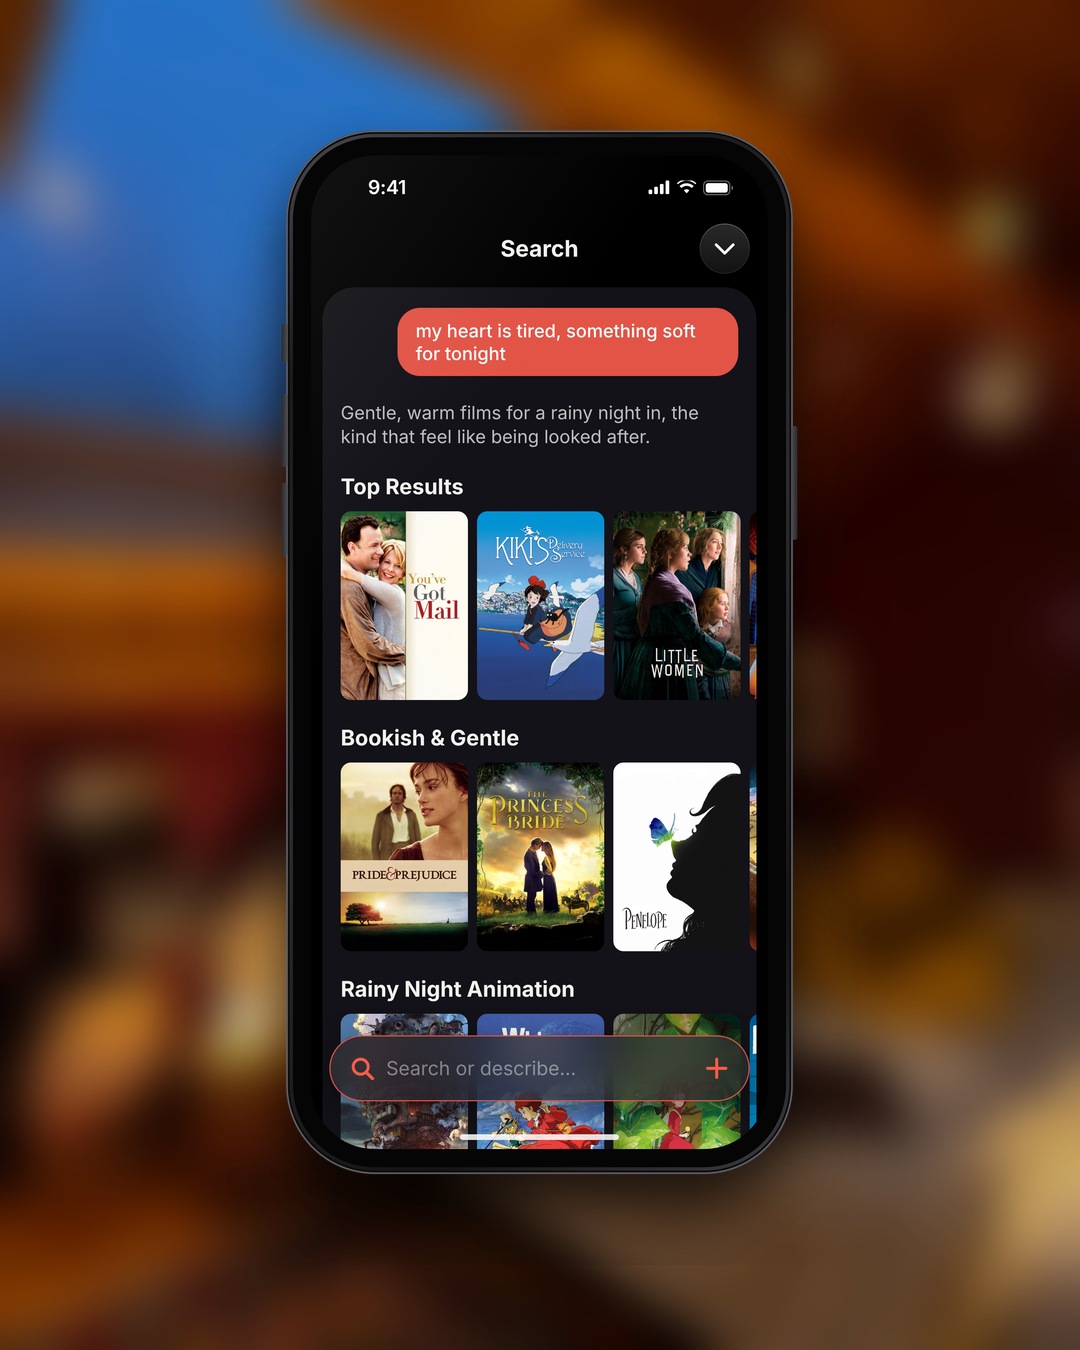 9:41
Search
my heart is tired, something soft
for tonight
Gentle, warm films for a rainy night in, the
kind that feel like being looked after.
Top Results
You've
Got
Mail
KIKI'S Delivery
Service
LITTLE
WOMEN
Bookish & Gentle
PRIDE & PREJUDICE
THE
PRINCESS
BRIDE
PENELOPE
Rainy Night Animation
Search or describe...